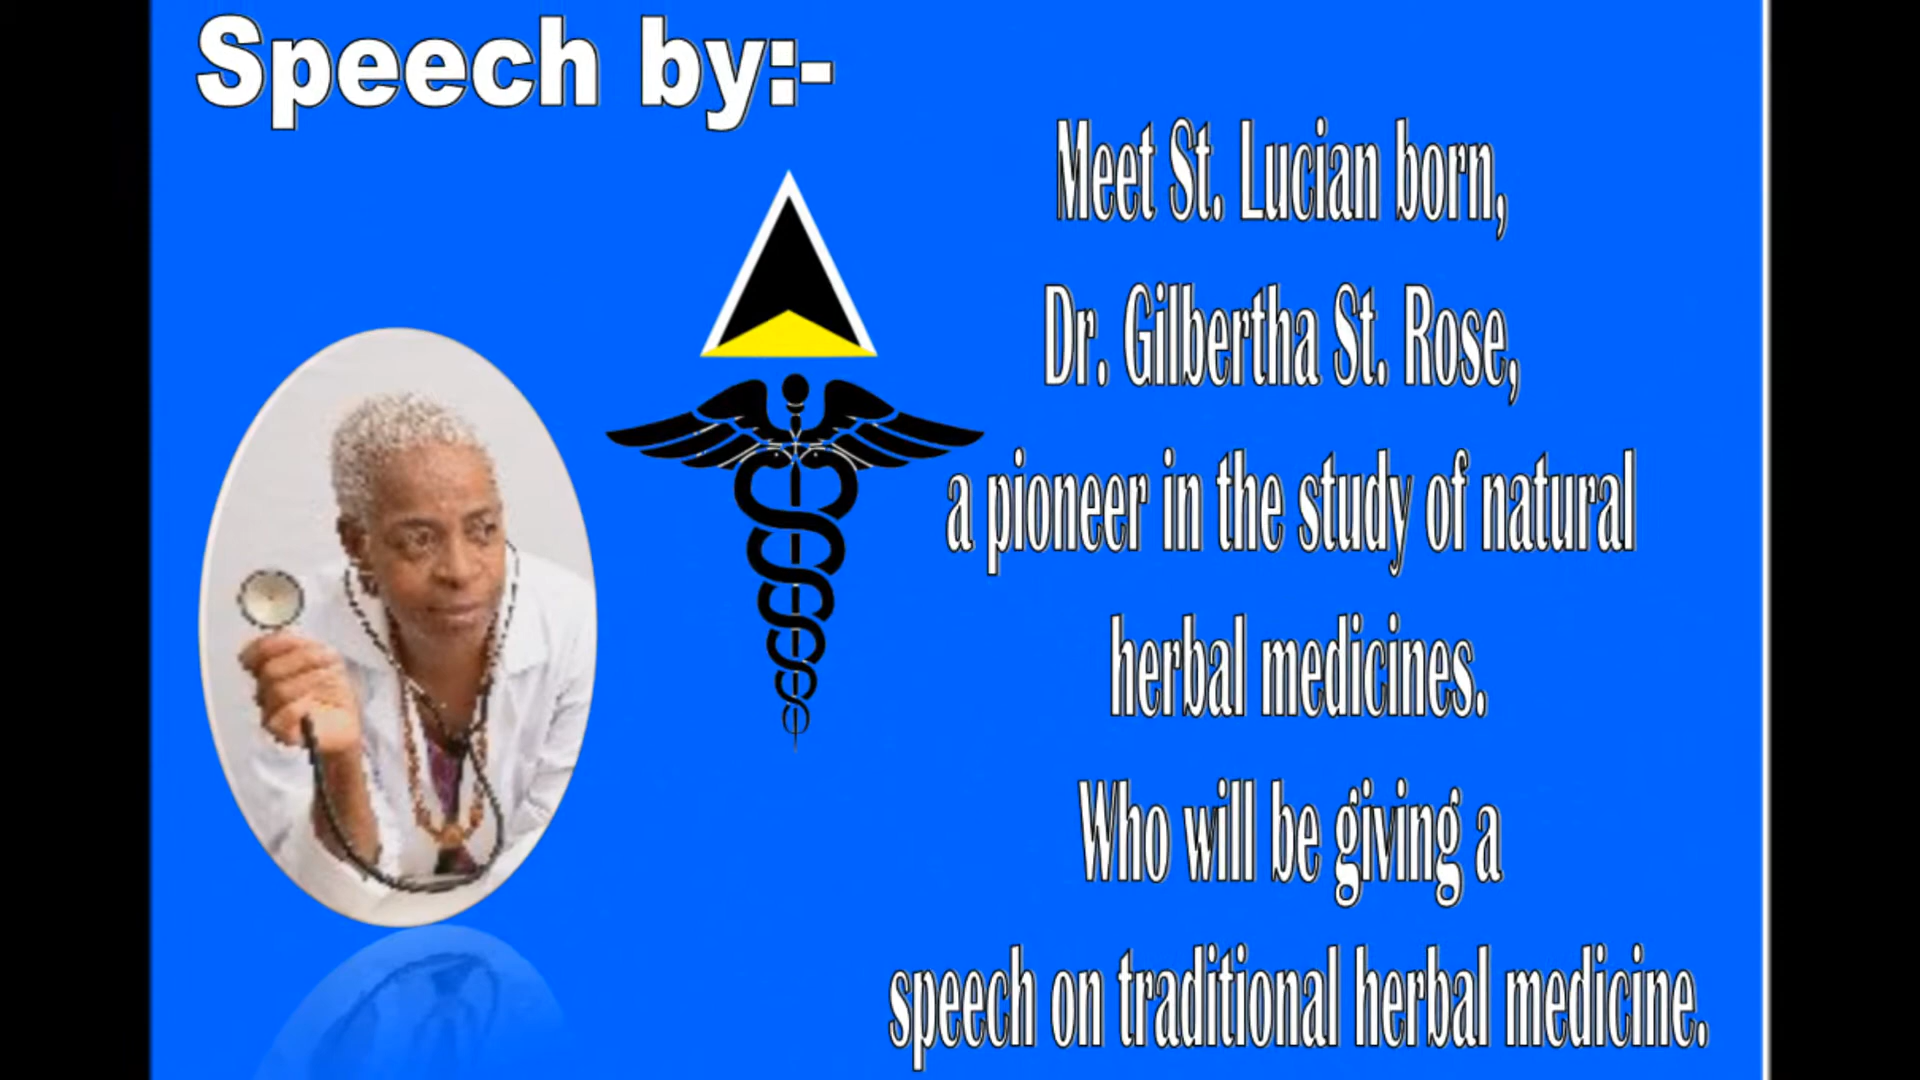 Speech by:-
Meet St. Lucian born,
Dr. Gilbertha St. Rose,
a pioneer in the study of natural
herbal medicines.
Who will be giving a
speech on traditional herbal medicine.